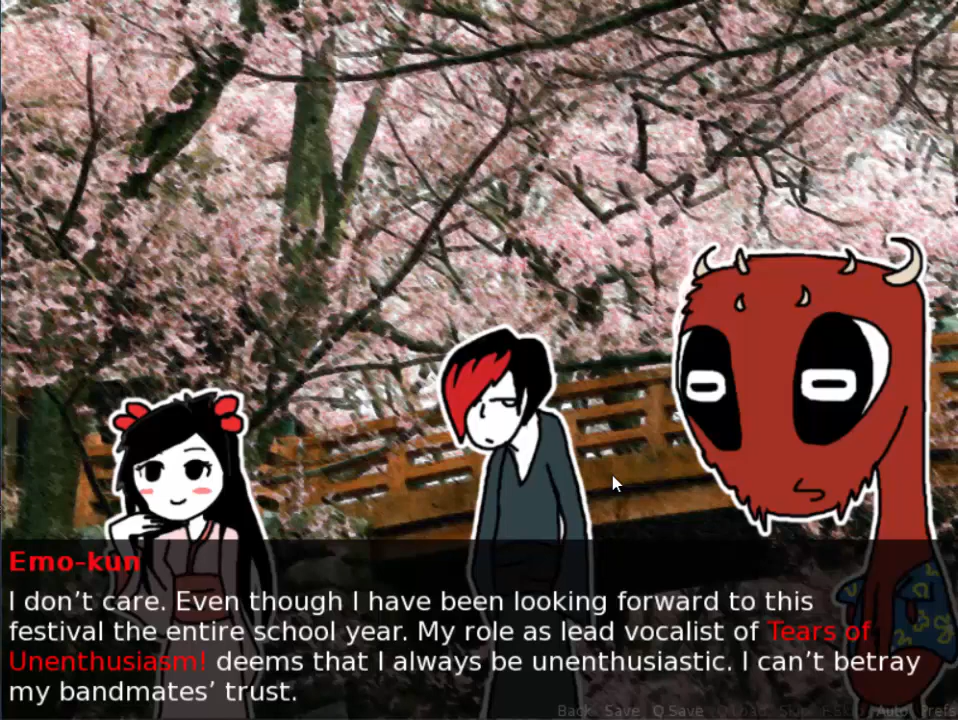 Emo-kun
I don’t care. Even though I have been looking forward to this
festival the entire school year. My role as lead vocalist of Tears of
Unenthusiasm! deems that I always be unenthusiastic. I can’t betray
my bandmates’ trust.
Back Save Q.Save Q.Load Skip F.Skip Auto Prefs